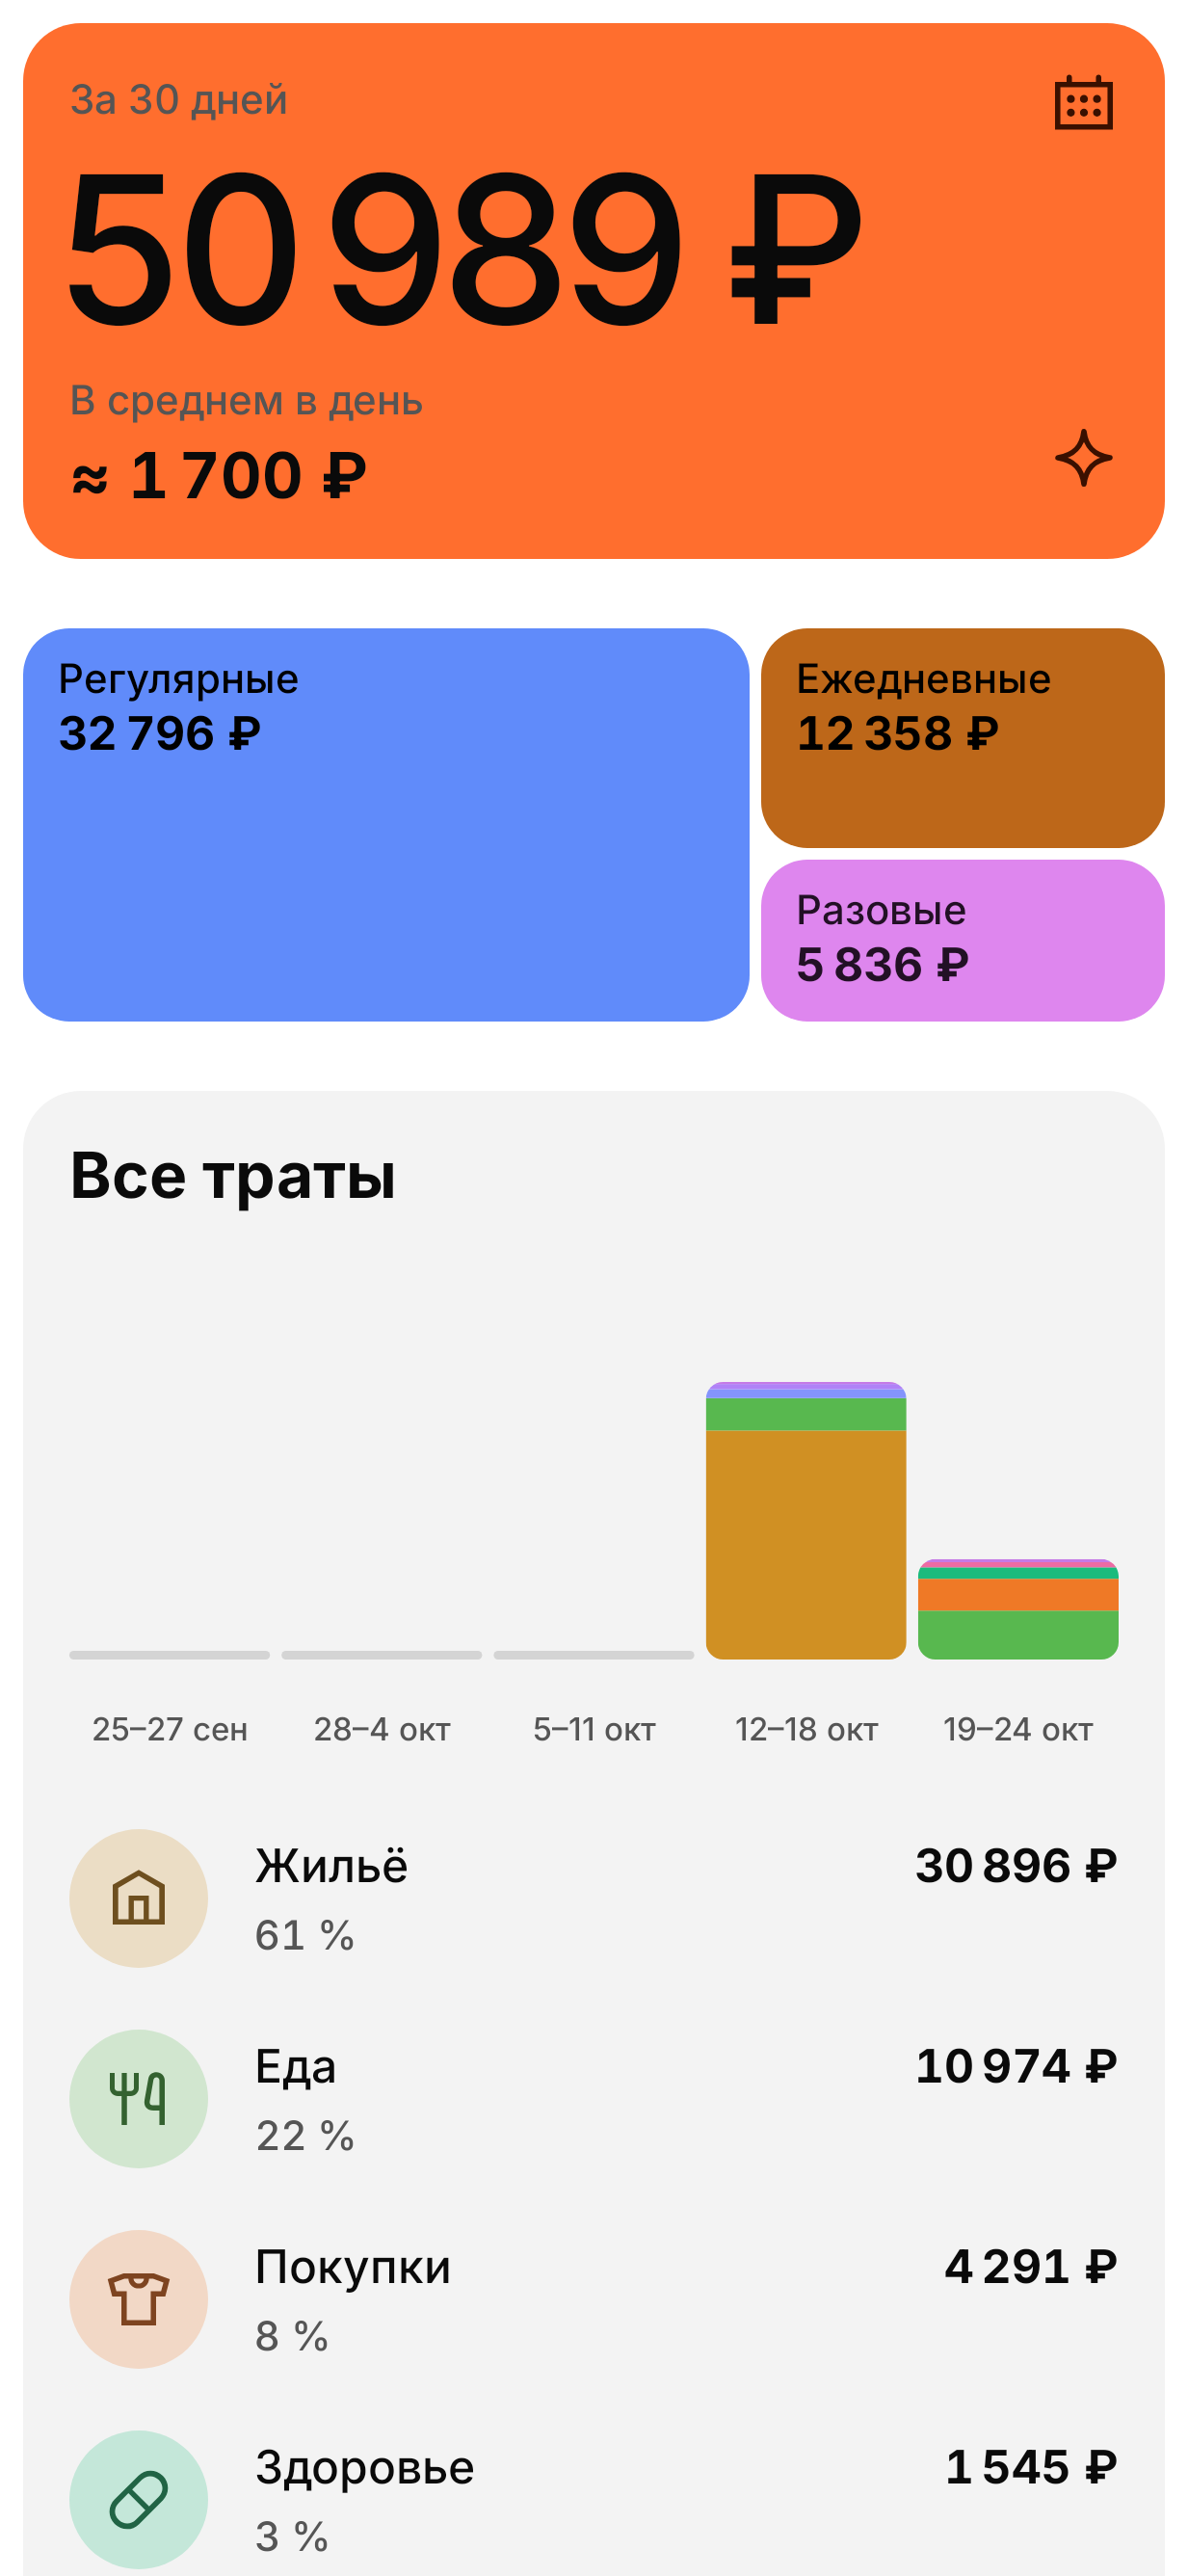 За 30 дней
50 989 ₽
В среднем в день
≈ 1 700 ₽
Регулярные
32 796 ₽
Ежедневные
12 358 ₽
Разовые
5 836 ₽
Все траты
25–27 сен
28–4 окт
5–11 окт
12–18 окт
19–24 окт
Жильё
30 896 ₽
61 %
Еда
10 974 ₽
22 %
Покупки
4 291 ₽
8 %
Здоровье
1 545 ₽
3 %